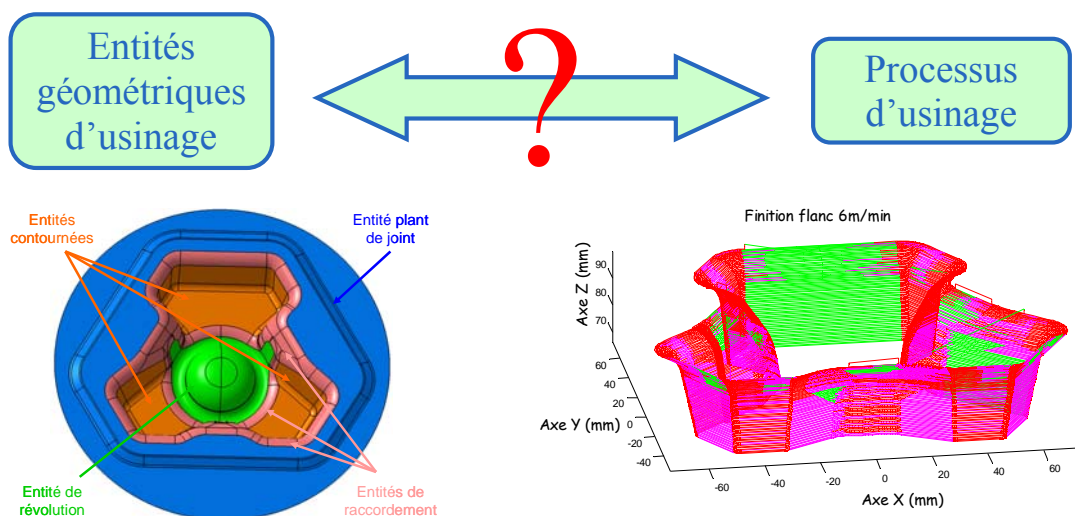 Entités
géométriques
d'usinage
?
Processus
d'usinage
Entités
contournées
Entité plant
de joint
Entité de
révolution
Entités de
raccordement
Finition flanc 6m/min
Axe Z (mm)
90
80
70
Axe Y (mm)
60
40
20
0
-20
-40
-60
-40
-20
0
20
40
60
Axe X (mm)